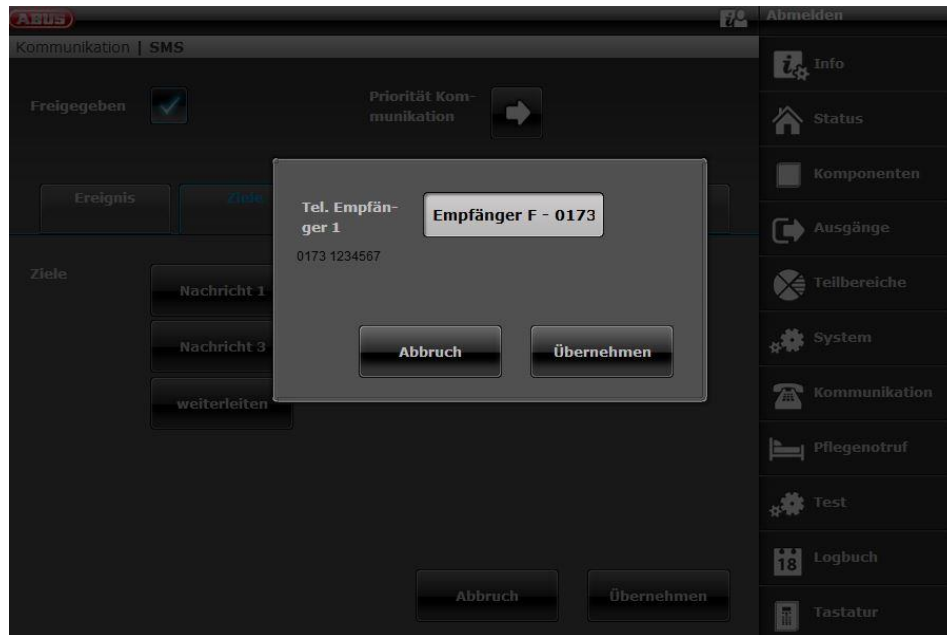 ABUS
Abmelden
Kommunikation | SMS
Info
Freigegeben
Priorität Kom-
munikation
Status
Komponenten
Ereignis
Ziele
Tel. Empfän-
ger 1
Empfänger F - 0173
Ausgänge
0173 1234567
Ziele
Nachricht 1
Teilbereiche
Nachricht 3
Abbruch
Übernehmen
System
weiterleiten
Kommunikation
Pflegenotruf
Test
18
Logbuch
Abbruch
Übernehmen
Tastatur